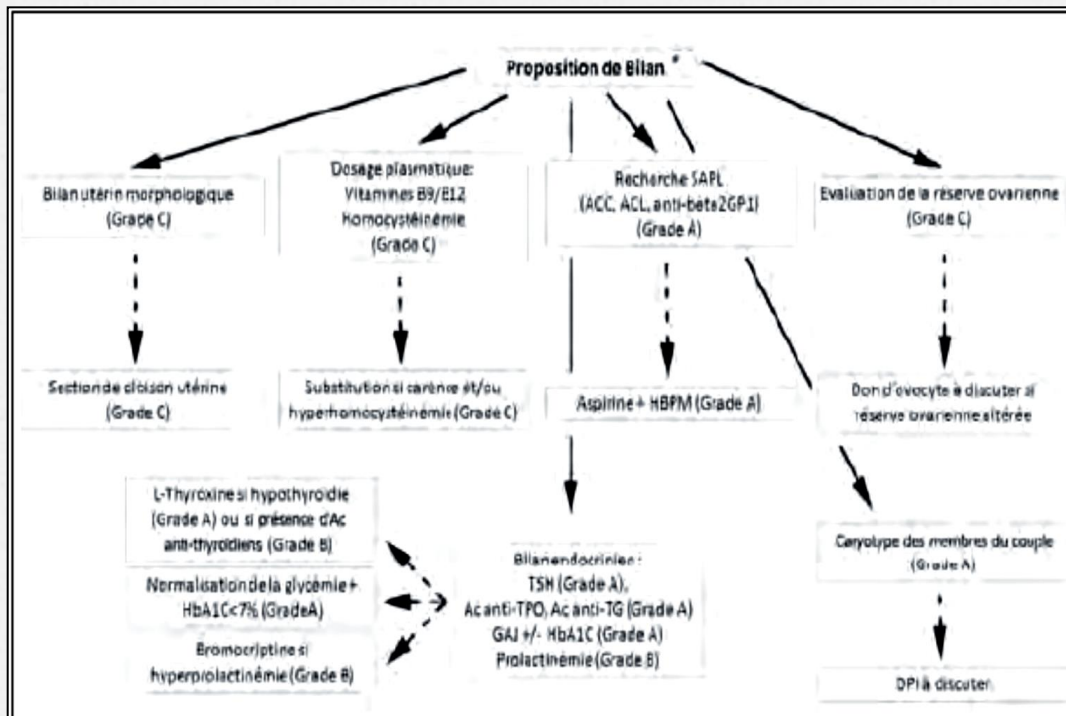 Proposition de Bilan *
Bilan utérin morphologique
(Grade C)
Dosage plasmatique:
Vitamines B9/B12
Homocystéinémie
(Grade C)
Recherche SAPL
(ACC, ACL, anti-bêta2GP1)
(Grade A)
Evaluation de la réserve ovarienne
(Grade C)
Section de cloison utérine
(Grade C)
Substitution si carence et/ou
hyperhomocystéinémie (Grade C)
Aspirine + HBPM (Grade A)
Don d'ovocyte à discuter si
réserve ovarienne altérée
L-Thyroxine si hypothyroïdie
(Grade A) ou si présence d'Ac
anti-thyroïdiens (Grade B)
Normalisation de la glycémie +
HbA1C<7% (GradeA)
Bromocriptine si
hyperprolactinémie (Grade B)
Bilan endocrinien :
TSH (Grade A),
Ac anti-TPO, Ac anti-TG (Grade A)
GAJ +/- HbA1C (Grade A)
Prolactinémie (Grade B)
Caryotype des membres du couple
(Grade A)
DPI à discuter